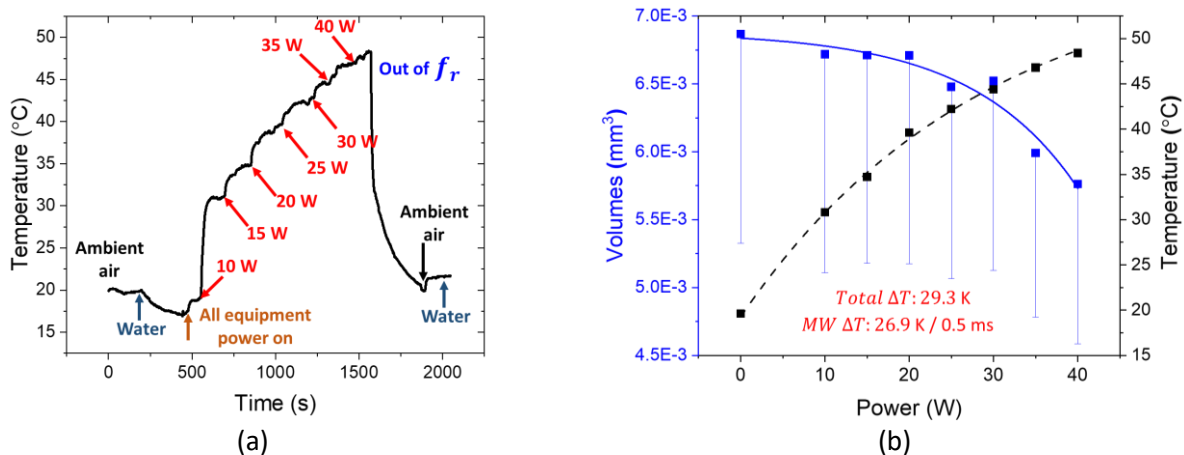 50
45
40
35
30
25
20
15
Temperature (°C)
0
500
1000
1500
2000
Time (s)
40 W
35 W
Out of f_r
30 W
25 W
20 W
15 W
10 W
Ambient
air
Ambient
air
Water
All equipment
power on
Water
(a)
7.0E-3
6.5E-3
6.0E-3
5.5E-3
5.0E-3
4.5E-3
Volumes (mm³)
50
45
40
35
30
25
20
15
Temperature (°C)
Total ΔT: 29.3 K
MW ΔT: 26.9 K / 0.5 ms
0
10
20
30
40
Power (W)
(b)